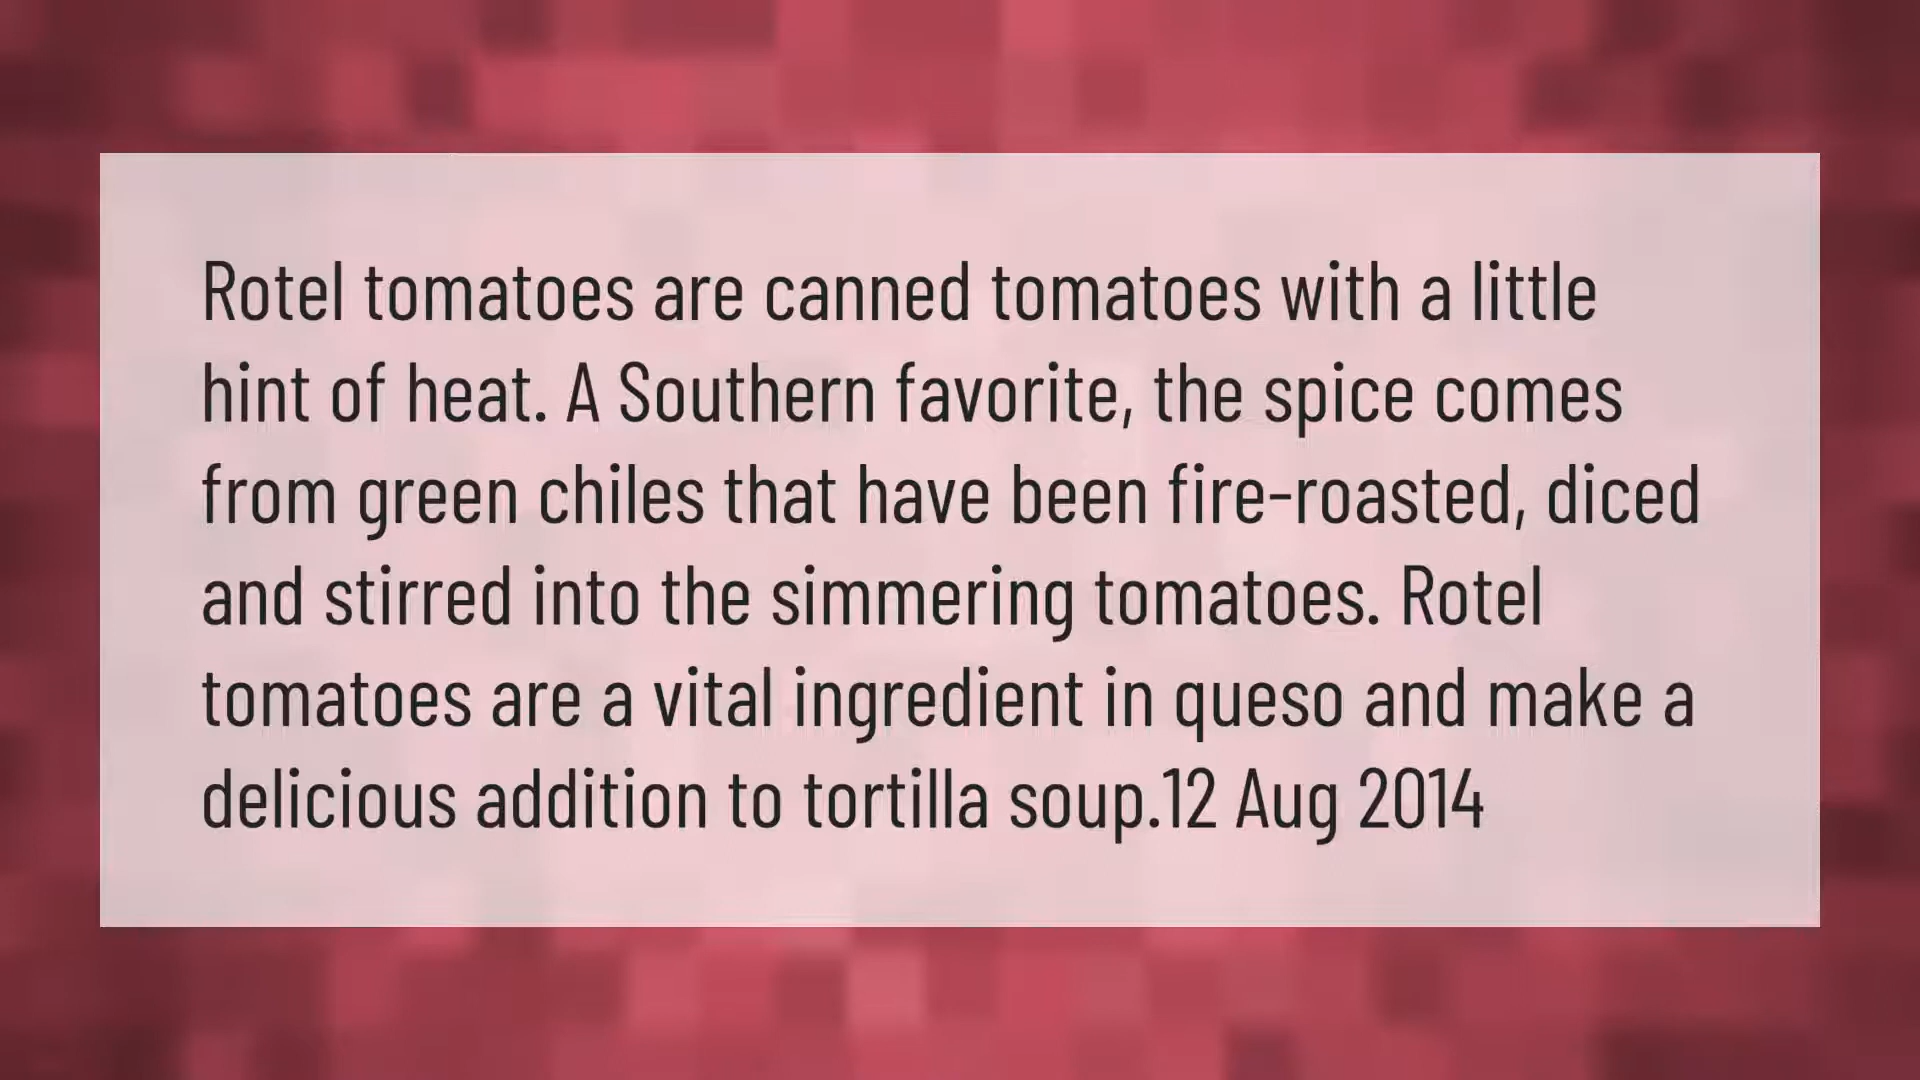 Rotel tomatoes are canned tomatoes with a little
hint of heat. A Southern favorite, the spice comes
from green chiles that have been fire-roasted, diced
and stirred into the simmering tomatoes. Rotel
tomatoes are a vital ingredient in queso and make a
delicious addition to tortilla soup.12 Aug 2014